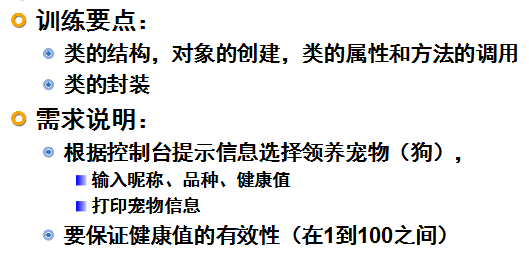 训练要点：
类的结构，对象的创建，类的属性和方法的调用
类的封装
需求说明：
根据控制台提示信息选择领养宠物（狗），
输入昵称、品种、健康值
打印宠物信息
要保证健康值的有效性（在1到100之间）